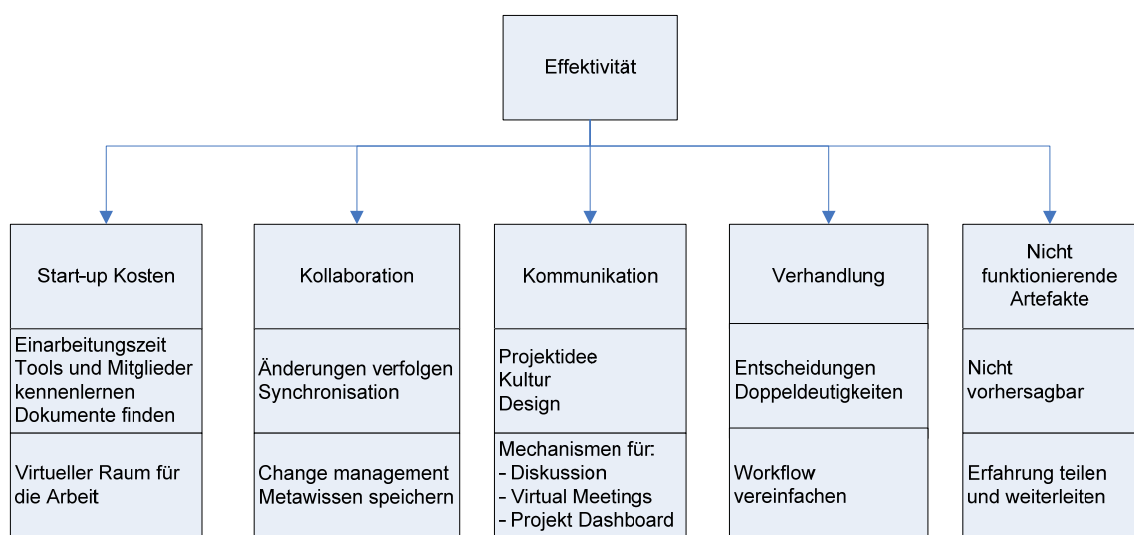 Effektivität
Start-up Kosten
Einarbeitungszeit
Tools und Mitglieder
kennenlernen
Dokumente finden
Virtueller Raum für
die Arbeit
Kollaboration
Änderungen verfolgen
Synchronisation
Change management
Metawissen speichern
Kommunikation
Projektidee
Kultur
Design
Mechanismen für:
- Diskussion
- Virtual Meetings
- Projekt Dashboard
Verhandlung
Entscheidungen
Doppeldeutigkeiten
Workflow
vereinfachen
Nicht
funktionierende
Artefakte
Nicht
vorhersagbar
Erfahrung teilen
und weiterleiten